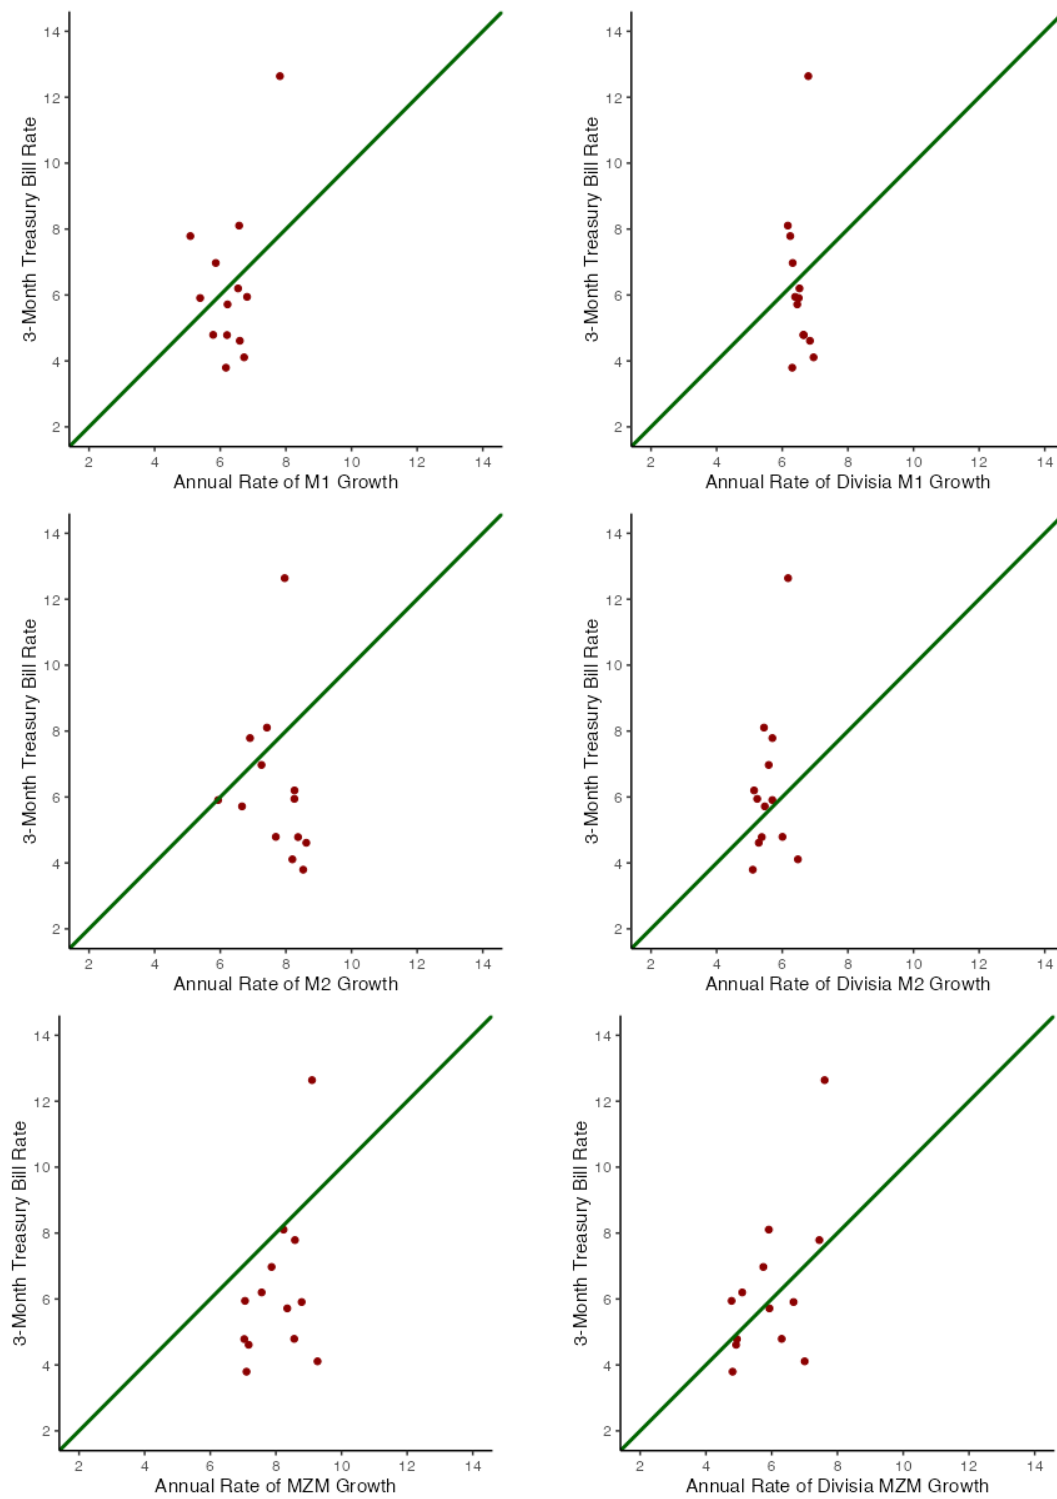 14
12
10
8
6
4
2
3-Month Treasury Bill Rate
2 4 6 8 10 12 14
Annual Rate of M1 Growth
14
12
10
8
6
4
2
3-Month Treasury Bill Rate
2 4 6 8 10 12 14
Annual Rate of Divisia M1 Growth
14
12
10
8
6
4
2
3-Month Treasury Bill Rate
2 4 6 8 10 12 14
Annual Rate of M2 Growth
14
12
10
8
6
4
2
3-Month Treasury Bill Rate
2 4 6 8 10 12 14
Annual Rate of Divisia M2 Growth
14
12
10
8
6
4
2
3-Month Treasury Bill Rate
2 4 6 8 10 12 14
Annual Rate of MZM Growth
14
12
10
8
6
4
2
3-Month Treasury Bill Rate
2 4 6 8 10 12 14
Annual Rate of Divisia MZM Growth